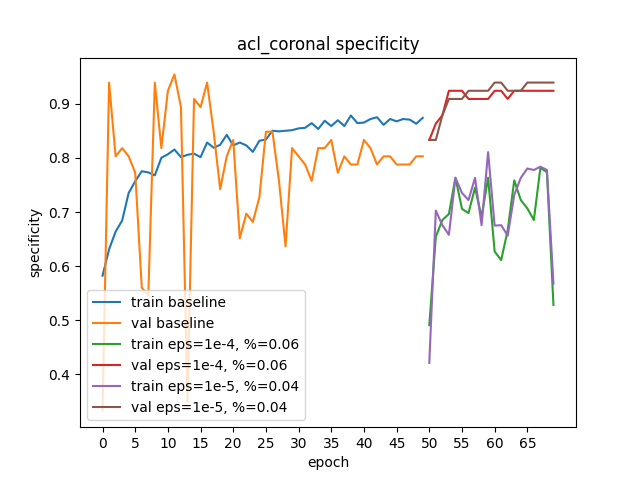 acl_coronal specificity
specificity
0.9
0.8
0.7
0.6
0.5
0.4
train baseline
val baseline
train eps=1e-4, %=0.06
val eps=1e-4, %=0.06
train eps=1e-5, %=0.04
val eps=1e-5, %=0.04
0 5 10 15 20 25 30 35 40 45 50 55 60 65
epoch